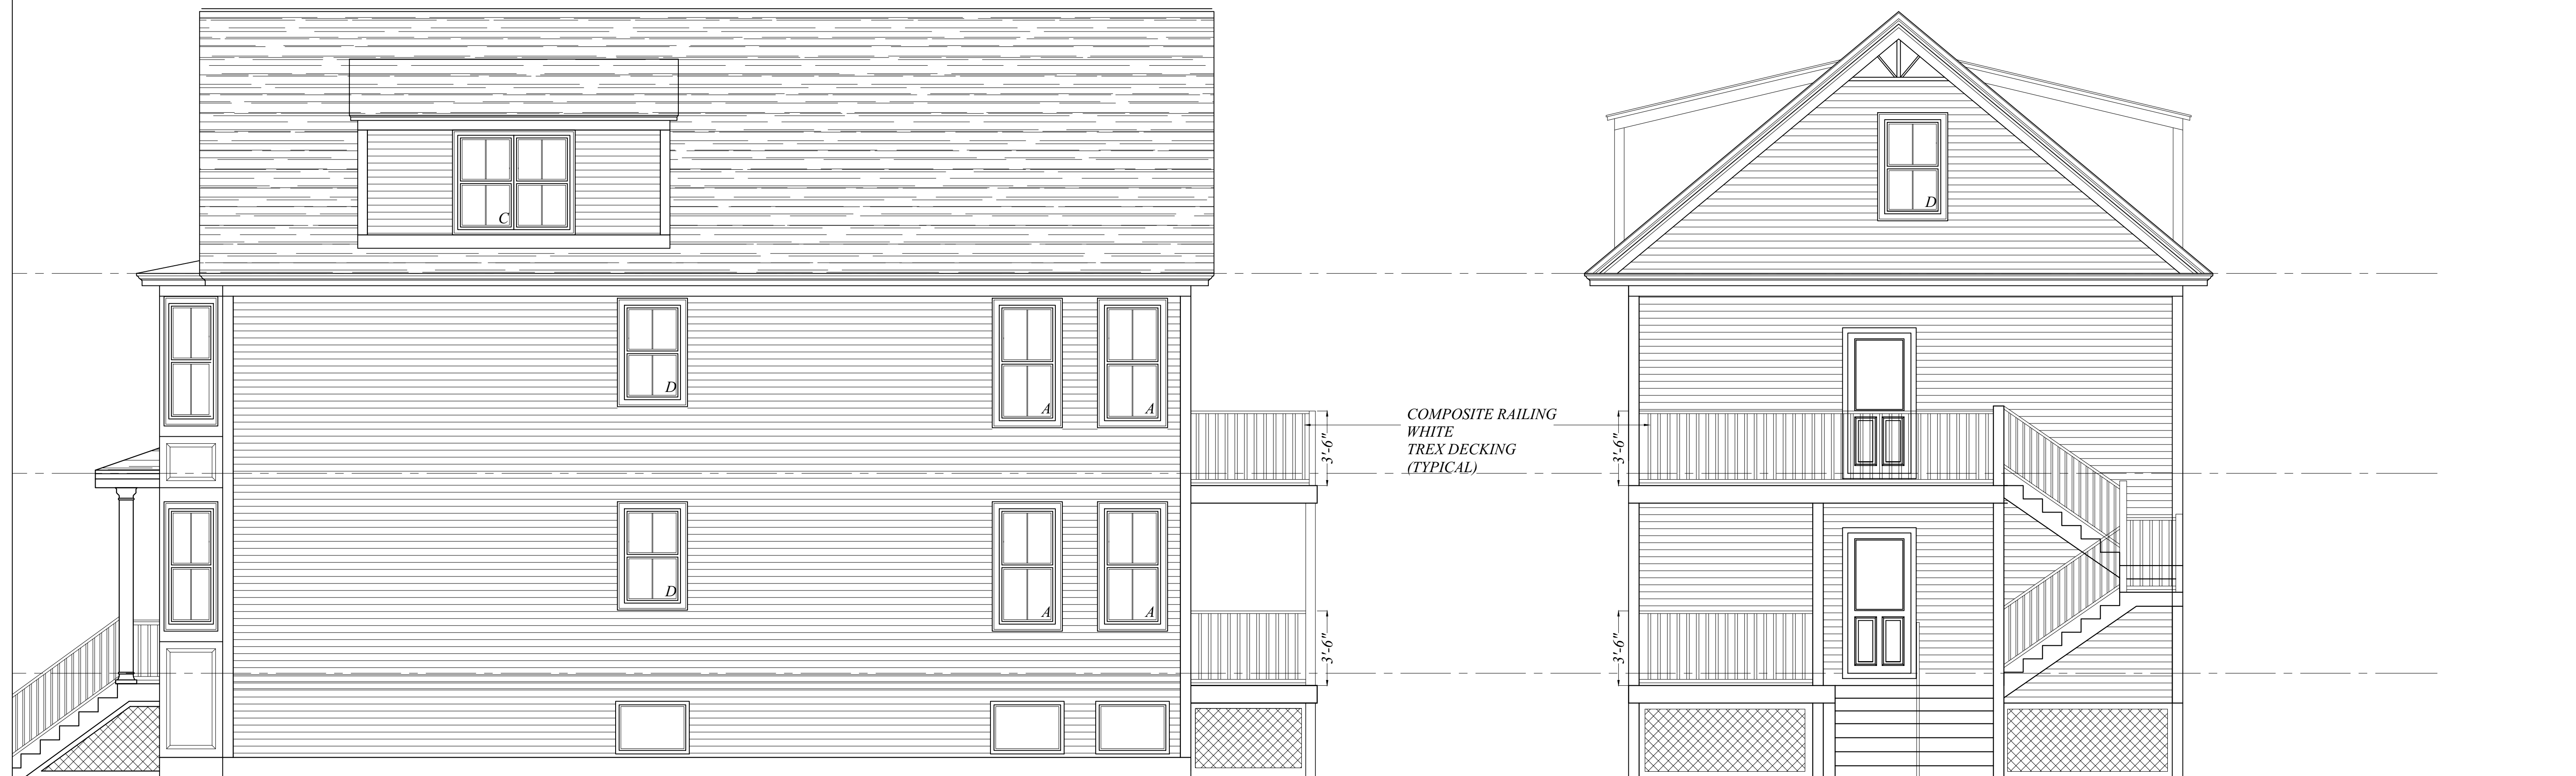 C
D
D
A
A
COMPOSITE RAILING
WHITE
TREX DECKING
(TYPICAL)
3'-6"
3'-6"
D
A
A
3'-6"
3'-6"